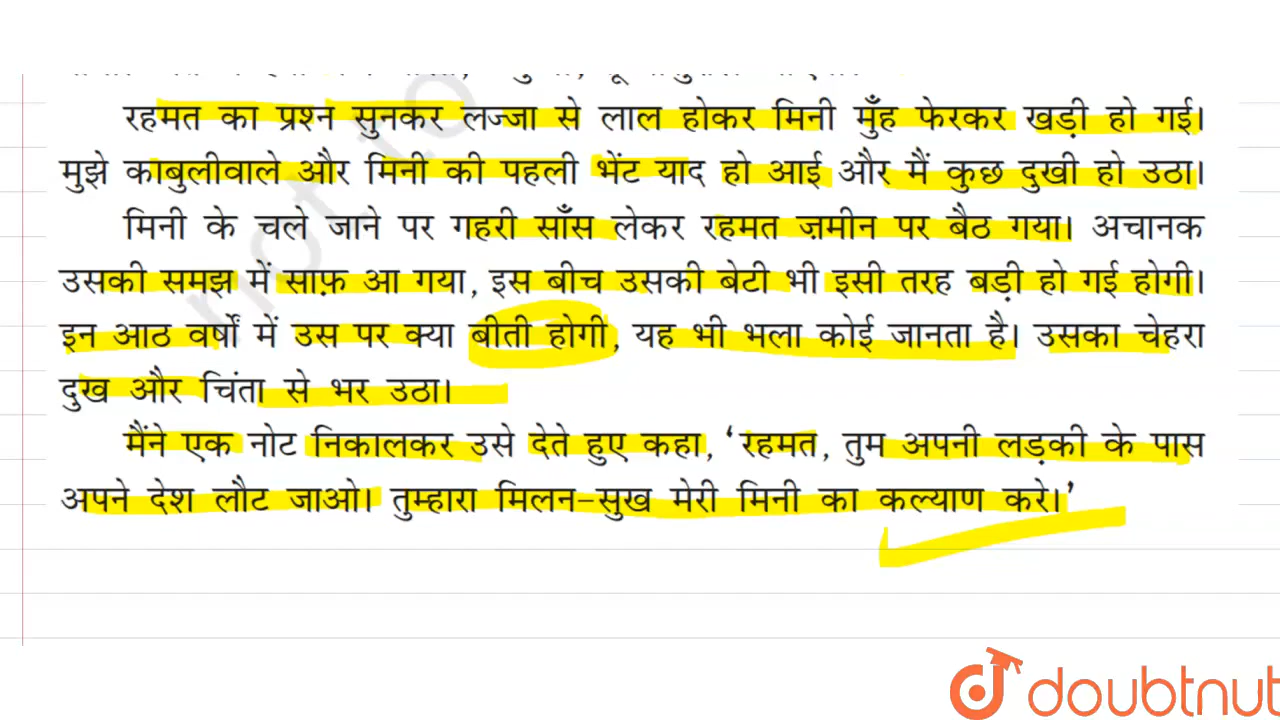 रहमत का प्रश्न सुनकर लज्जा से लाल होकर मिनी मुँह फेरकर खड़ी हो गई।
मुझे काबुलीवाले और मिनी की पहली भेंट याद हो आई और मैं कुछ दुखी हो उठा।
मिनी के चले जाने पर गहरी साँस लेकर रहमत ज़मीन पर बैठ गया। अचानक
उसकी समझ में साफ़ आ गया, इस बीच उसकी बेटी भी इसी तरह बड़ी हो गई होगी।
इन आठ वर्षों में उस पर क्या बीती होगी, यह भी भला कोई जानता है। उसका चेहरा
दुख और चिंता से भर उठा।
मैंने एक नोट निकालकर उसे देते हुए कहा, ‘रहमत, तुम अपनी लड़की के पास
अपने देश लौट जाओ। तुम्हारा मिलन-सुख मेरी मिनी का कल्याण करे।’
not to
doubtnut